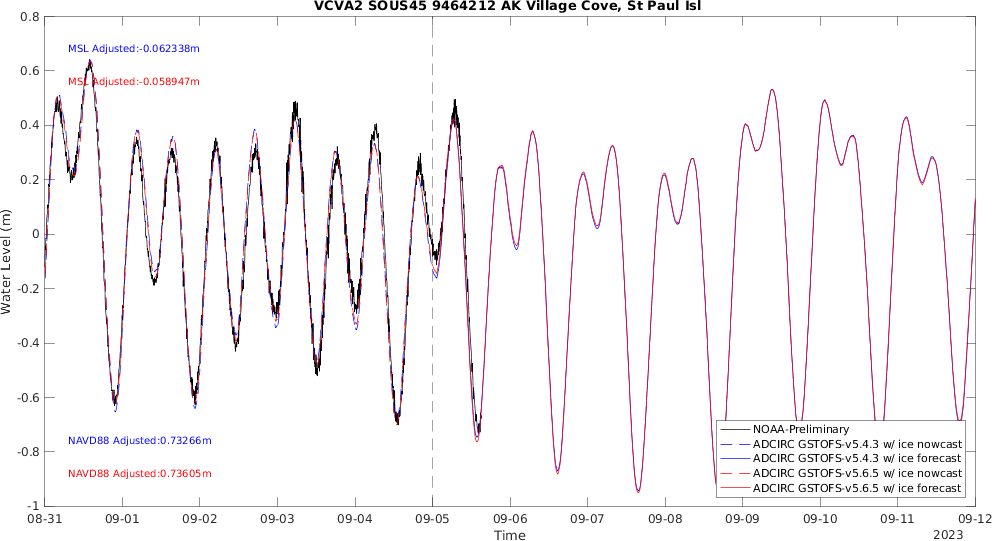 VCVA2 SOUS45 9464212 AK Village Cove, St Paul Isl
0.8
0.6
0.4
0.2
0
-0.2
-0.4
-0.6
-0.8
-1
Water Level (m)
MSL Adjusted:-0.062338m
MSL Adjusted:-0.058947m
NAVD88 Adjusted:0.73266m
NAVD88 Adjusted:0.73605m
NOAA-Preliminary
ADCIRC GSTOFS-v5.4.3 w/ ice nowcast
ADCIRC GSTOFS-v5.4.3 w/ ice forecast
ADCIRC GSTOFS-v5.6.5 w/ ice nowcast
ADCIRC GSTOFS-v5.6.5 w/ ice forecast
08-31 09-01 09-02 09-03 09-04 09-05 09-06 09-07 09-08 09-09 09-10 09-11 09-12
Time
2023